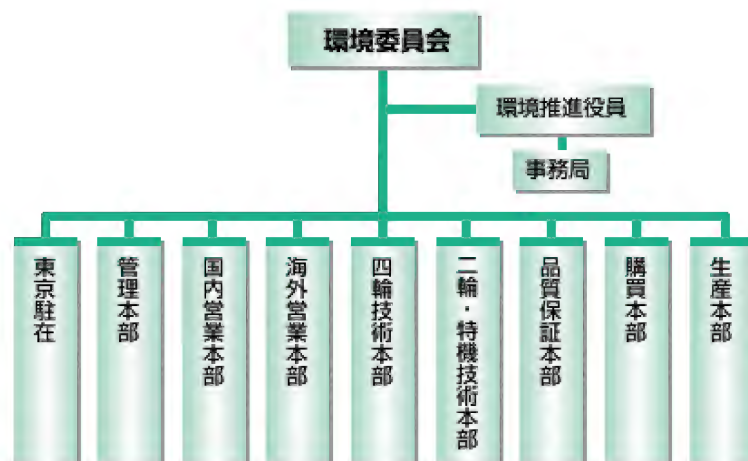 環境委員会
環境推進役員
事務局
東京駐在
管理本部
国内営業本部
海外営業本部
四輪技術本部
二輪・特機技術本部
品質保証本部
購買本部
生産本部